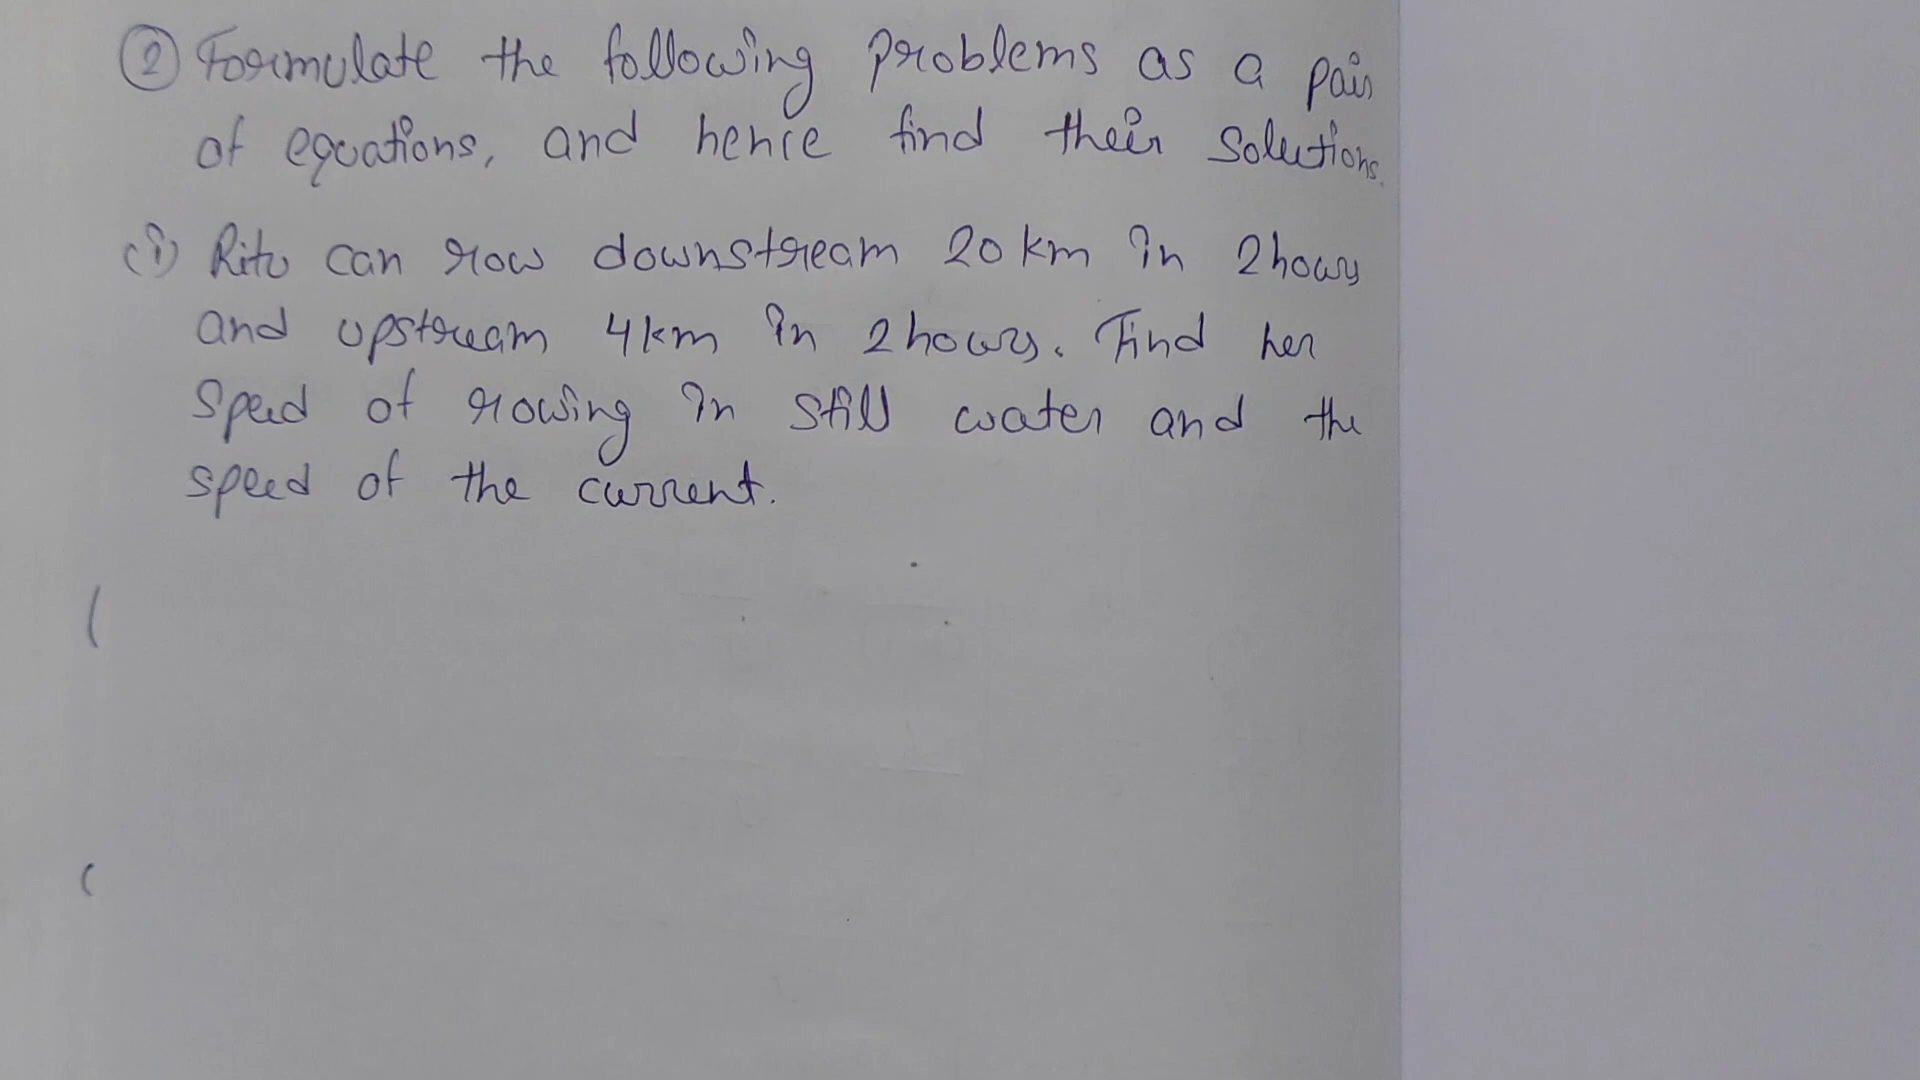 ② Formulate the following problems as a pair
of equations, and hence find their solutions.
(i) Ritu can row downstream 20 km in 2 hours
and upstream 4 km in 2 hours. Find her
speed of rowing in still water and the
speed of the current.
(
(